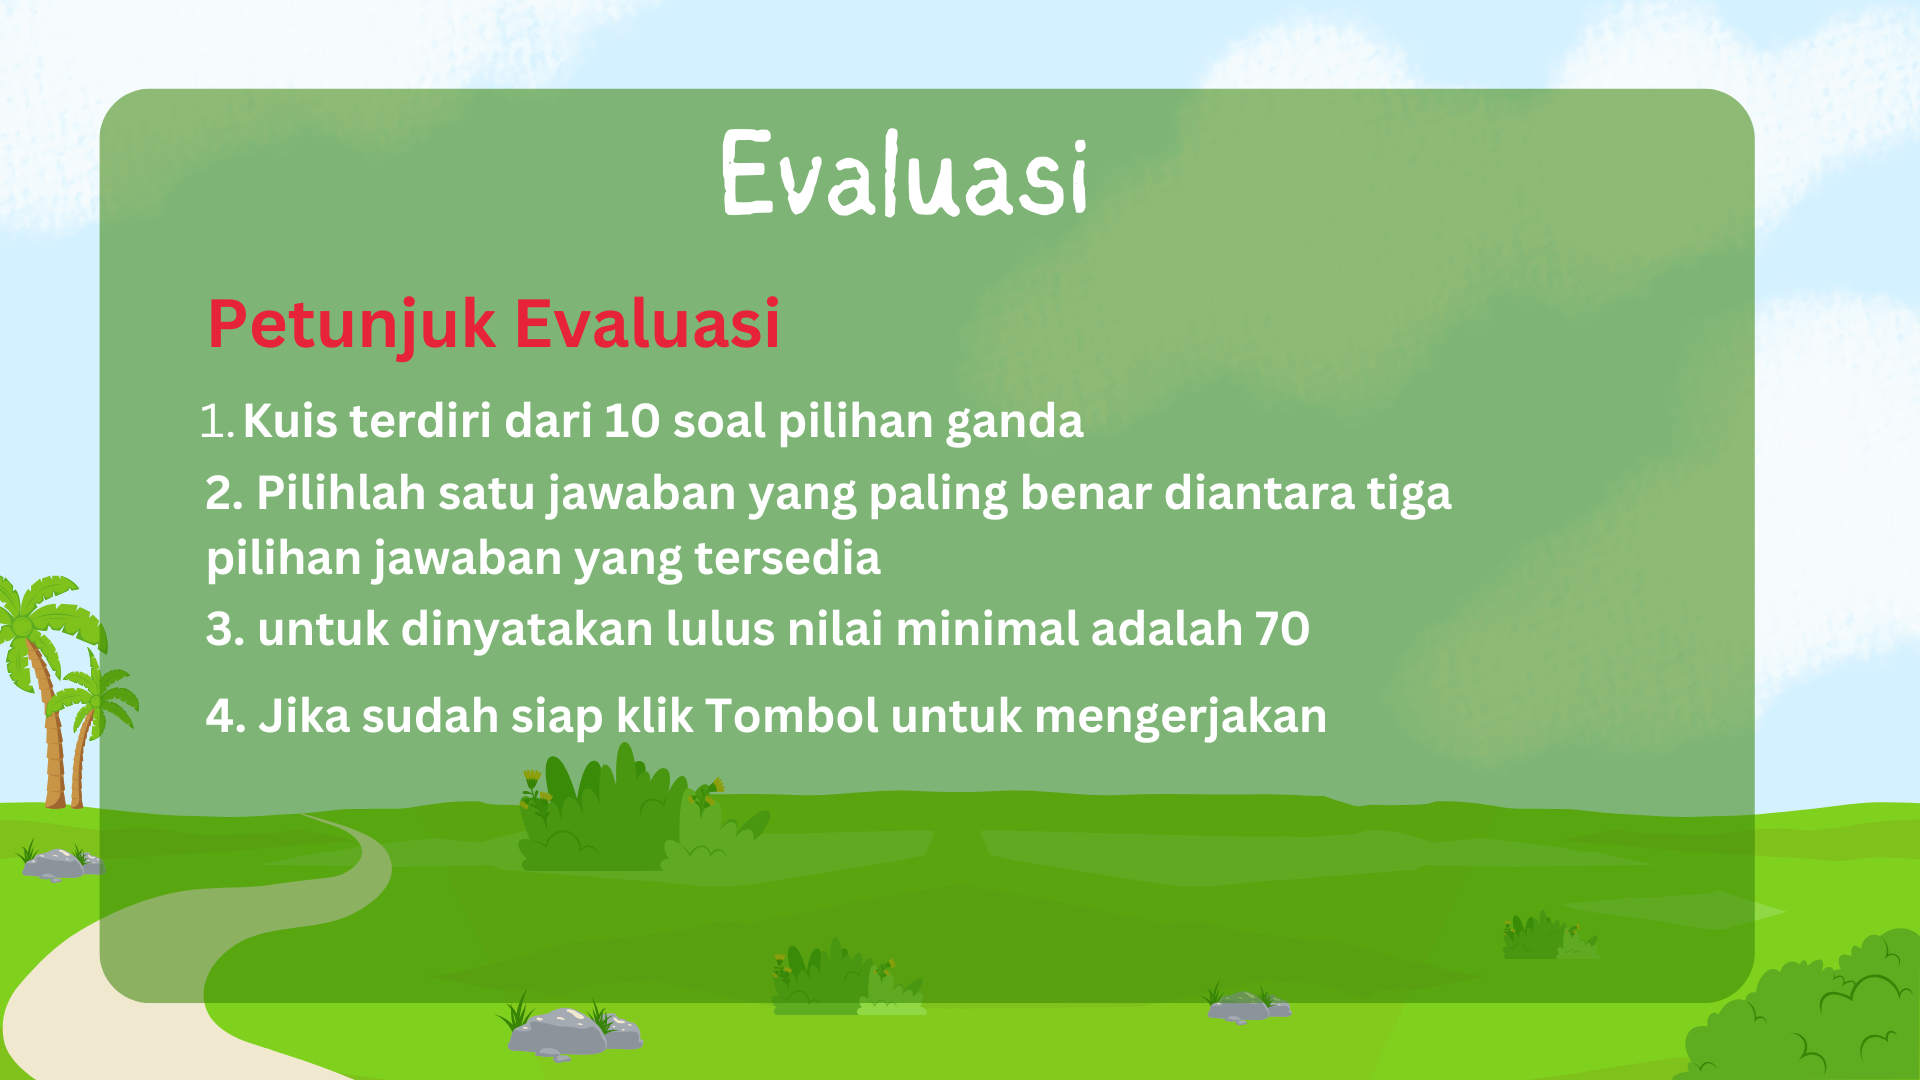 Evaluasi
Petunjuk Evaluasi
1. Kuis terdiri dari 10 soal pilihan ganda
2. Pilihlah satu jawaban yang paling benar diantara tiga
pilihan jawaban yang tersedia
3. untuk dinyatakan lulus nilai minimal adalah 70
4. Jika sudah siap klik Tombol untuk mengerjakan